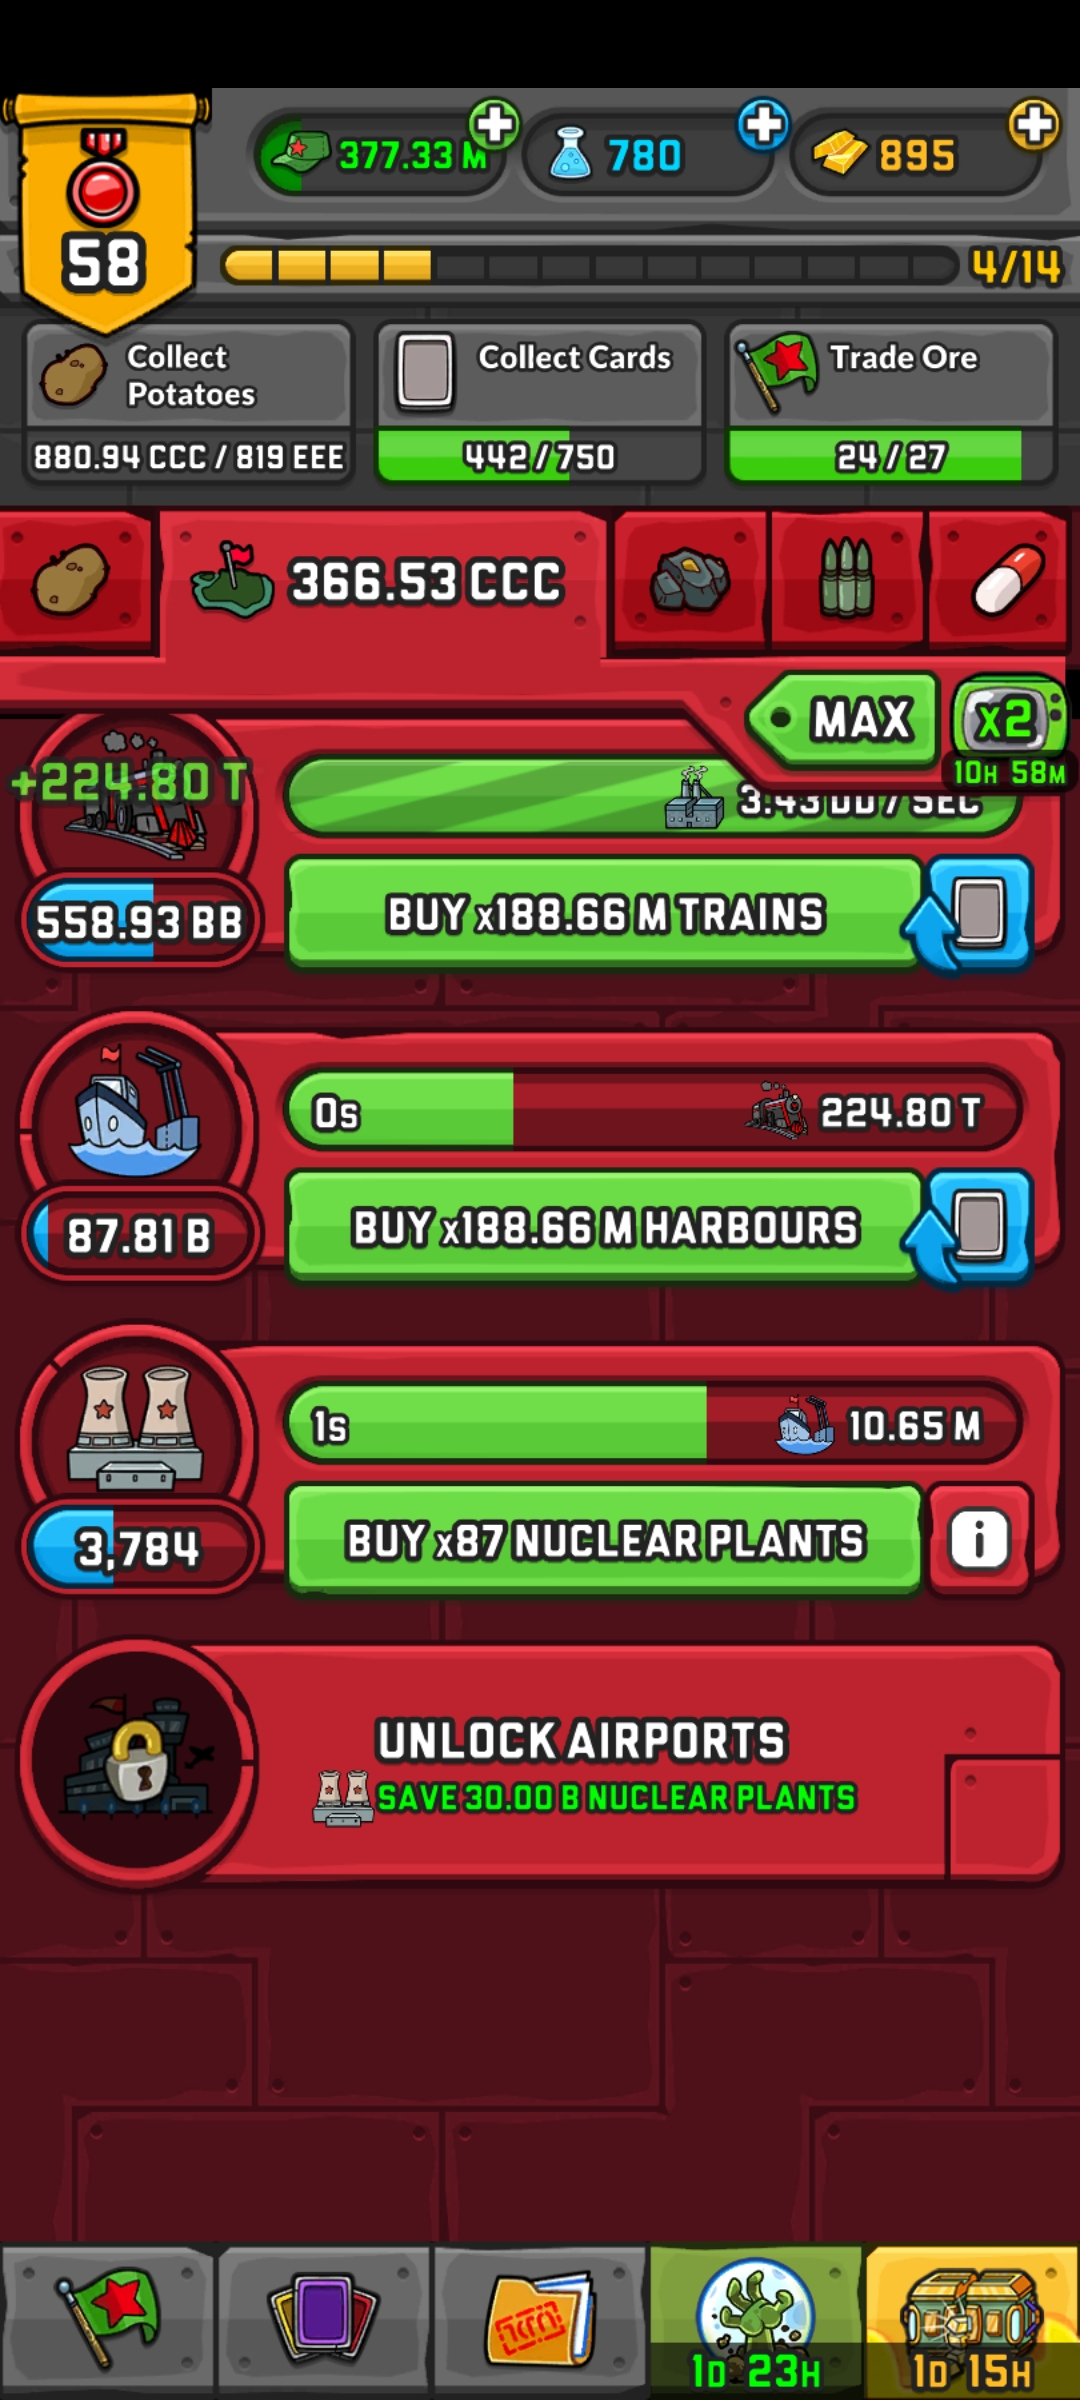 377.33 M
780
895
58
4/14
Collect
Potatoes
880.94 CCC / 819 EEE
Collect Cards
442/750
Trade Ore
24/27
366.53 CCC
MAX
x2
10H 58M
+224.80 T
3.43 DD / SEC
558.93 BB
BUY x188.66 M TRAINS
0s
224.80 T
87.81 B
BUY x188.66 M HARBOURS
1s
10.65 M
3,784
BUY x87 NUCLEAR PLANTS
i
UNLOCK AIRPORTS
SAVE 30.00 B NUCLEAR PLANTS
1D 23H
1D 15H